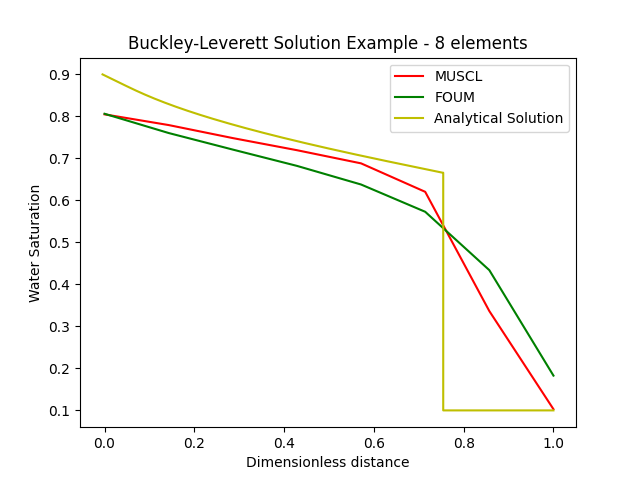 Buckley-Leverett Solution Example - 8 elements
MUSCL
FOUM
Analytical Solution
Water Saturation
0.9
0.8
0.7
0.6
0.5
0.4
0.3
0.2
0.1
0.0 0.2 0.4 0.6 0.8 1.0
Dimensionless distance